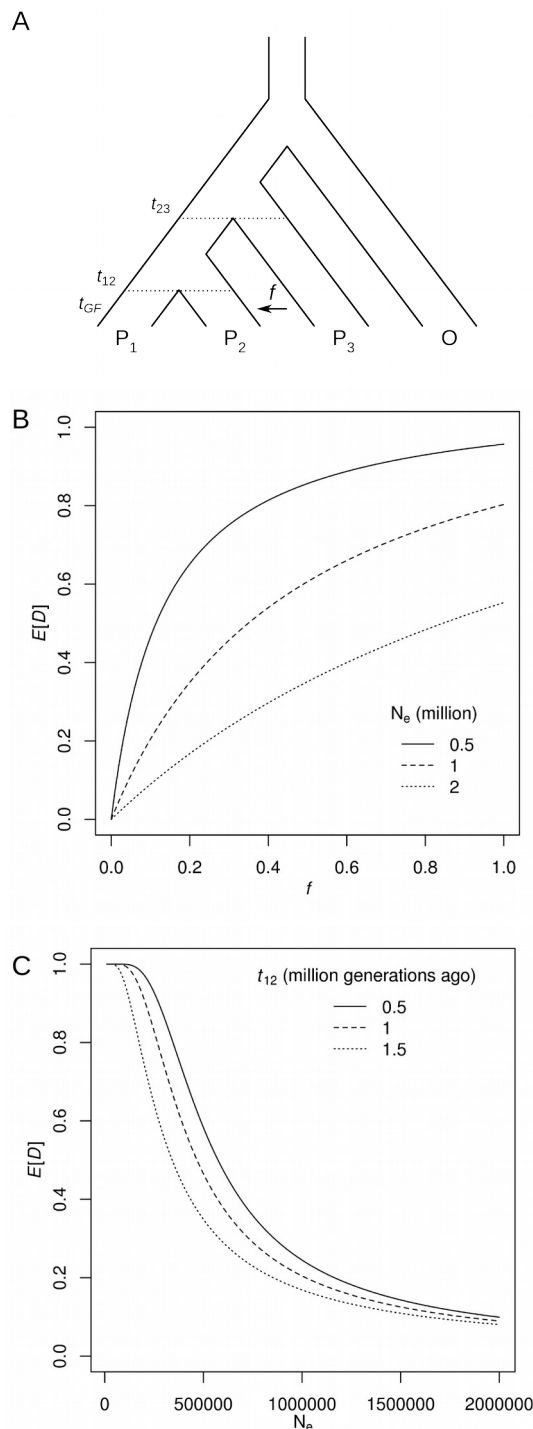 A
t23
t12
tGF
f
P1 P2 P3 O
B
1.0
0.8
0.6
0.4
0.2
0.0
E[D]
Ne (million)
0.5
1
2
0.0 0.2 0.4 0.6 0.8 1.0
f
C
t12 (million generations ago)
0.5
1
1.5
1.0
0.8
0.6
0.4
0.2
0.0
E[D]
0 500000 1000000 1500000 2000000
Ne